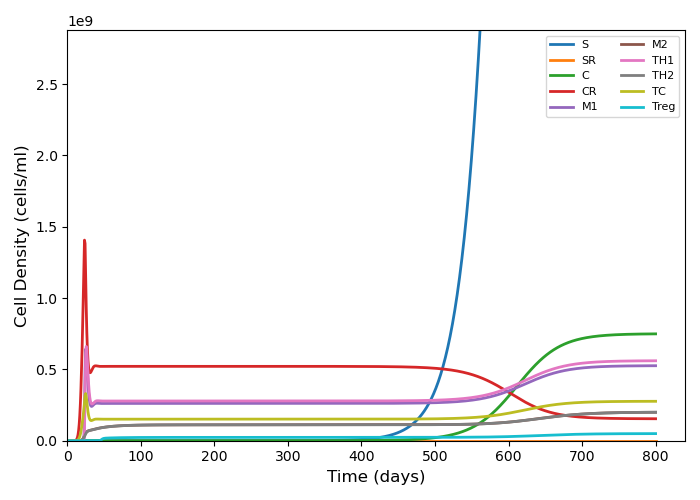 1e9
Cell Density (cells/ml)
2.5
2.0
1.5
1.0
0.5
0.0
S
SR
C
CR
M1
M2
TH1
TH2
TC
Treg
0 100 200 300 400 500 600 700 800
Time (days)